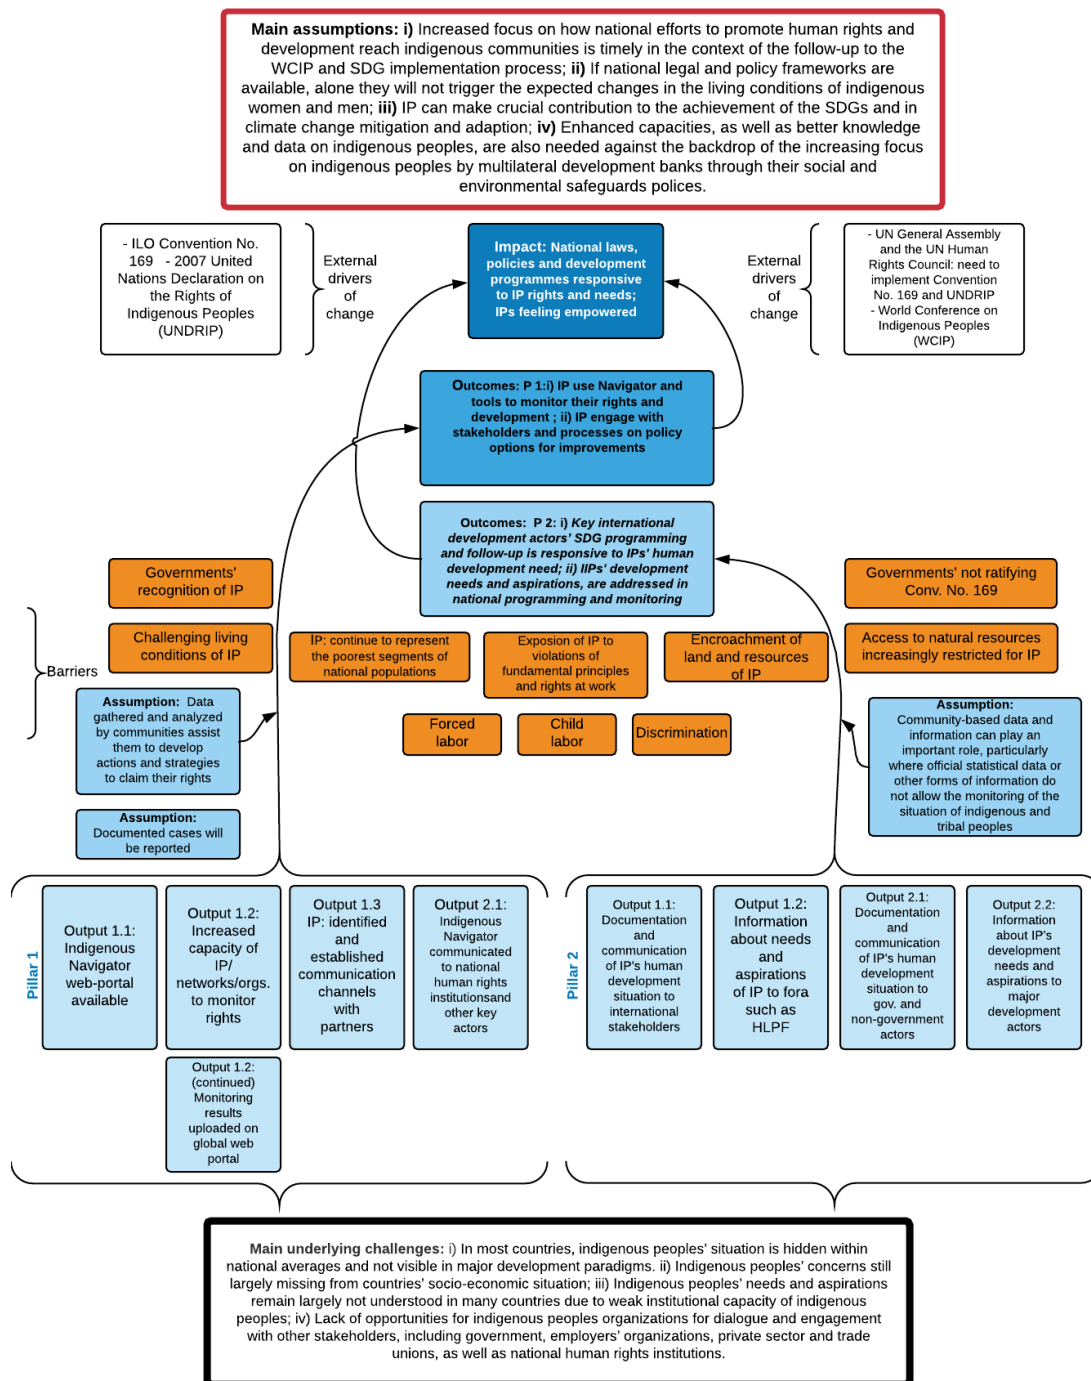 Main assumptions: i) Increased focus on how national efforts to promote human rights and
development reach indigenous communities is timely in the context of the follow-up to the
WCIP and SDG implementation process; ii) If national legal and policy frameworks are
available, alone they will not trigger the expected changes in the living conditions of indigenous
women and men; iii) IP can make crucial contribution to the achievement of the SDGs and in
climate change mitigation and adaption; iv) Enhanced capacities, as well as better knowledge
and data on indigenous peoples, are also needed against the backdrop of the increasing focus
on indigenous peoples by multilateral development banks through their social and
environmental safeguards polices.
- ILO Convention No.
169 - 2007 United
Nations Declaration on
the Rights of
Indigenous Peoples
(UNDRIP)
External
drivers
of
change
Impact: National laws,
policies and development
programmes responsive
to IP rights and needs;
IPs feeling empowered
External
drivers
of
change
- UN General Assembly
and the UN Human
Rights Council: need to
implement Convention
No. 169 and UNDRIP
- World Conference on
Indigenous Peoples
(WCIP)
Outcomes: P 1:i) IP use Navigator and
tools to monitor their rights and
development ; ii) IP engage with
stakeholders and processes on policy
options for improvements
Outcomes: P 2: i) Key international
development actors' SDG programming
and follow-up is responsive to IPs' human
development need; ii) IIPs' development
needs and aspirations, are addressed in
national programming and monitoring
Governments'
recognition of IP
Governments' not ratifying
Conv. No. 169
Barriers
Challenging living
conditions of IP
IP: continue to represent
the poorest segments of
national populations
Exposion of IP to
violations of
fundamental principles
and rights at work
Encroachment of
land and resources
of IP
Access to natural resources
increasingly restricted for IP
Forced
labor
Child
labor
Discrimination
Assumption: Data
gathered and analyzed
by communities assist
them to develop
actions and strategies
to claim their rights
Assumption:
Documented cases will
be reported
Assumption:
Community-based data and
information can play an
important role, particularly
where official statistical data or
other forms of information do
not allow the monitoring of the
situation of indigenous and
tribal peoples
Pillar 1
Output 1.1:
Indigenous
Navigator
web-portal
available
Output 1.2:
Increased
capacity of
IP/
networks/orgs.
to monitor
rights
Output 1.3
IP: identified
and
established
communication
channels
with
partners
Output 2.1:
Indigenous
Navigator
communicated
to national
human rights
institutionsand
other key
actors
Output 1.2:
(continued)
Monitoring
results
uploaded on
global web
portal
Pillar 2
Output 1.1:
Documentation
and
communication
of IP's human
development
situation to
international
stakeholders
Output 1.2:
Information
about needs
and
aspirations
of IP to fora
such as
HLPF
Output 2.1:
Documentation
and
communication
of IP's human
development
situation to
gov. and
non-government
actors
Output 2.2:
Information
about IP's
development
needs and
aspirations to
major
development
actors
Main underlying challenges: i) In most countries, indigenous peoples' situation is hidden within
national averages and not visible in major development paradigms. ii) Indigenous peoples' concerns still
largely missing from countries' socio-economic situation; iii) Indigenous peoples' needs and aspirations
remain largely not understood in many countries due to weak institutional capacity of indigenous
peoples; iv) Lack of opportunities for indigenous peoples organizations for dialogue and engagement
with other stakeholders, including government, employers' organizations, private sector and trade
unions, as well as national human rights institutions.